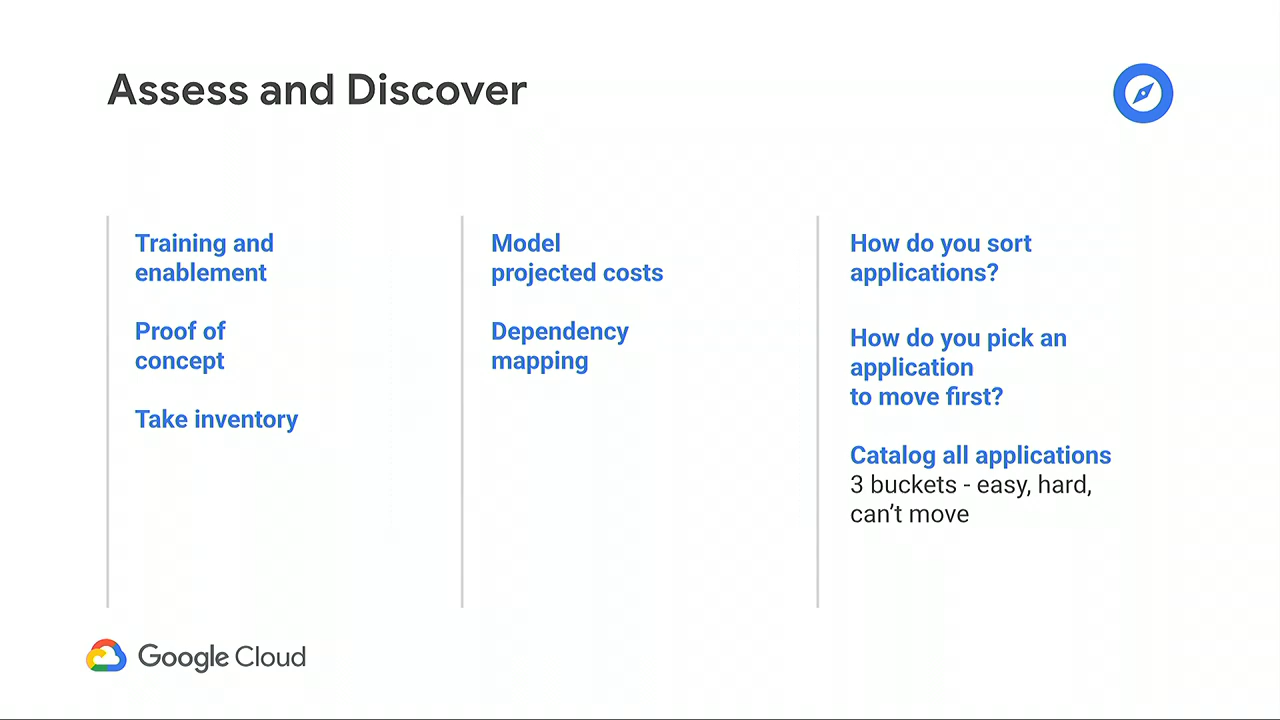 Assess and Discover
Training and
enablement
Proof of
concept
Take inventory
Model
projected costs
Dependency
mapping
How do you sort
applications?
How do you pick an
application
to move first?
Catalog all applications
3 buckets - easy, hard,
can’t move
Google Cloud